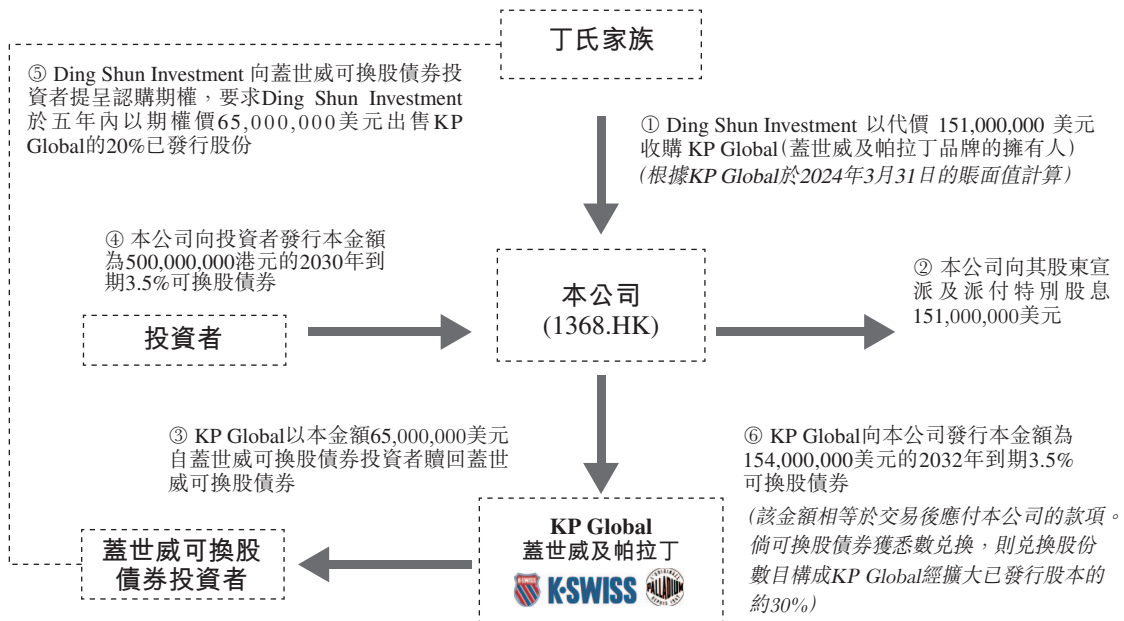 丁氏家族
⑤ Ding Shun Investment 向蓋世威可換股債券投
資者提呈認購期權，要求Ding Shun Investment
於五年內以期權價65,000,000美元出售KP
Global的20%已發行股份
① Ding Shun Investment 以代價 151,000,000 美元
收購 KP Global（蓋世威及帕拉丁品牌的擁有人）
（根據KP Global於2024年3月31日的賬面值計算）
④ 本公司向投資者發行本金額
為500,000,000港元的2030年到
期3.5%可換股債券
投資者
本公司
(1368.HK)
② 本公司向其股東宣
派及派付特別股息
151,000,000美元
③ KP Global以本金額65,000,000美元
自蓋世威可換股債券投資者贖回蓋世
威可換股債券
⑥ KP Global向本公司發行本金額為
154,000,000美元的2032年到期3.5%
可換股債券
（該金額相等於交易後應付本公司的款項。
倘可換股債券獲悉數兌換，則兌換股份
數目構成KP Global經擴大已發行股本的
約30%）
蓋世威可換股
債券投資者
KP Global
蓋世威及帕拉丁
K·SWISS
PALLADIUM